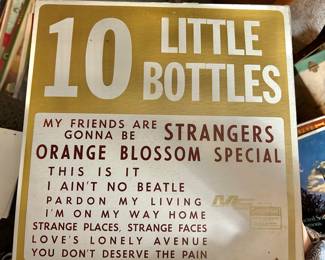 10 LITTLE
BOTTLES
MY FRIENDS ARE
GONNA BE STRANGERS
ORANGE BLOSSOM SPECIAL
THIS IS IT
I AIN'T NO BEATLE
PARDON MY LIVING
I'M ON MY WAY HOME
STRANGE PLACES, STRANGE FACES
LOVE'S LONELY AVENUE
YOU DON'T DESERVE THE PAIN